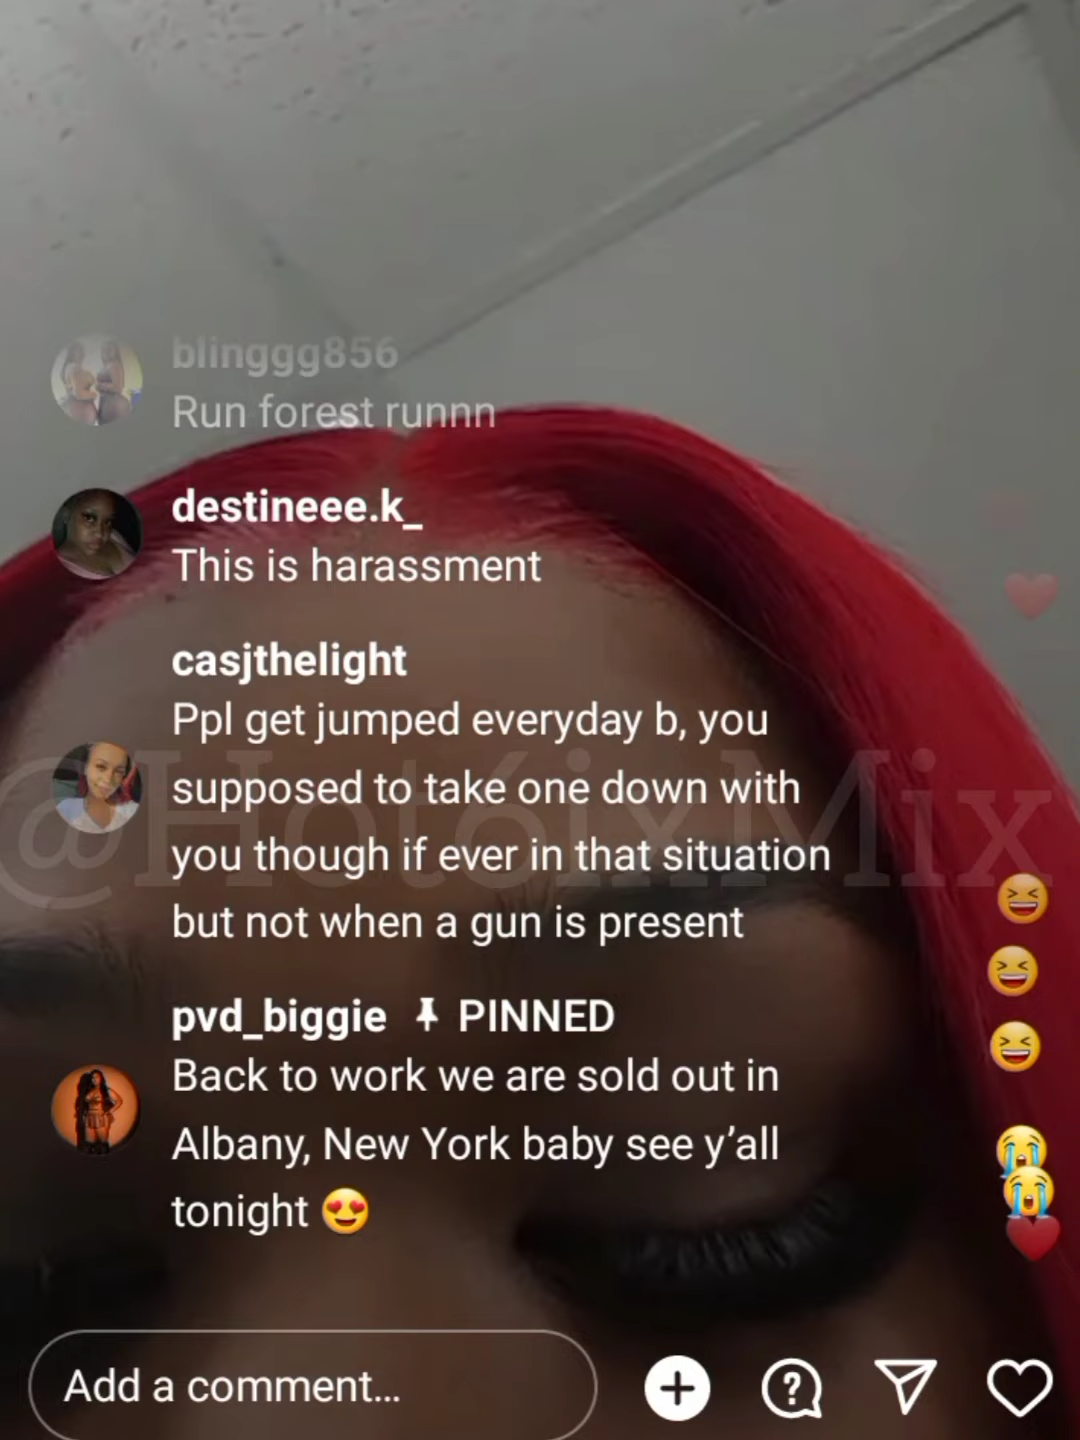 blinggg856
Run forest runnn
destineee.k_
This is harassment
casjthelight
Ppl get jumped everyday b, you
supposed to take one down with
you though if ever in that situation
but not when a gun is present
@Hot6ixMix
pvd_biggie PINNED
Back to work we are sold out in
Albany, New York baby see y’all
tonight 😍
Add a comment...